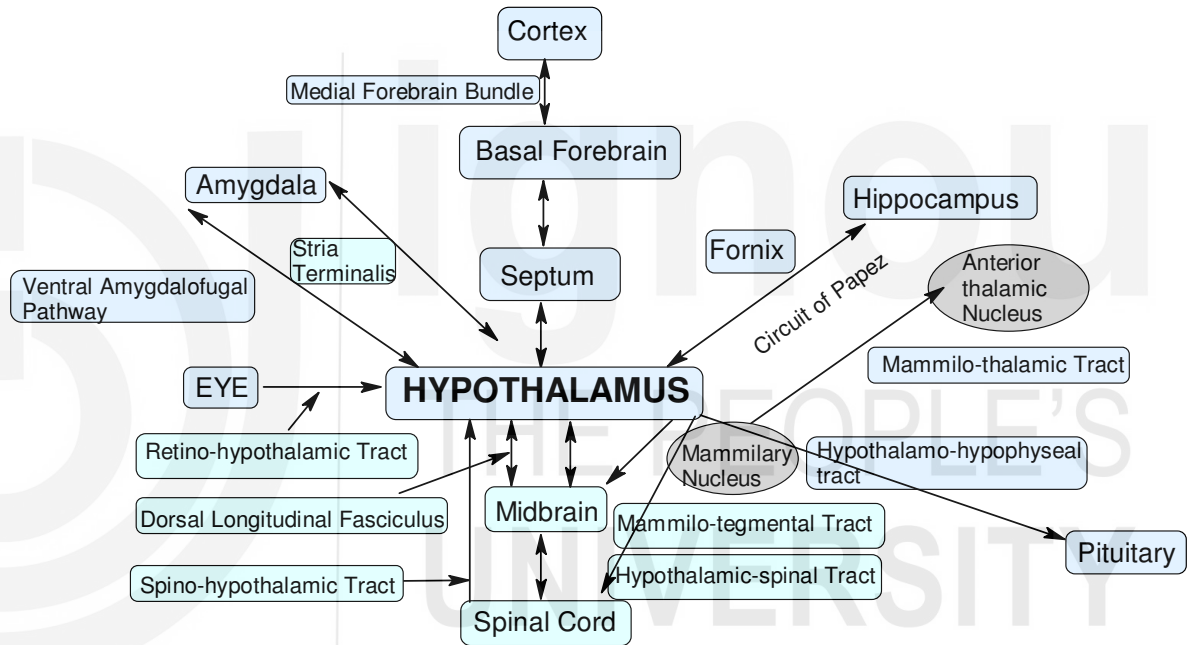 Cortex
Medial Forebrain Bundle
Basal Forebrain
Amygdala
Hippocampus
Stria
Terminalis
Fornix
Septum
Anterior
thalamic
Nucleus
Ventral Amygdalofugal
Pathway
Circuit of Papez
Mammilo-thalamic Tract
EYE
HYPOTHALAMUS
Retino-hypothalamic Tract
Mammilary
Nucleus
Hypothalamo-hypophyseal
tract
Dorsal Longitudinal Fasciculus
Midbrain
Mammilo-tegmental Tract
Pituitary
Spino-hypothalamic Tract
Hypothalamic-spinal Tract
Spinal Cord
ignou
THE PEOPLE'S
UNIVERSITY